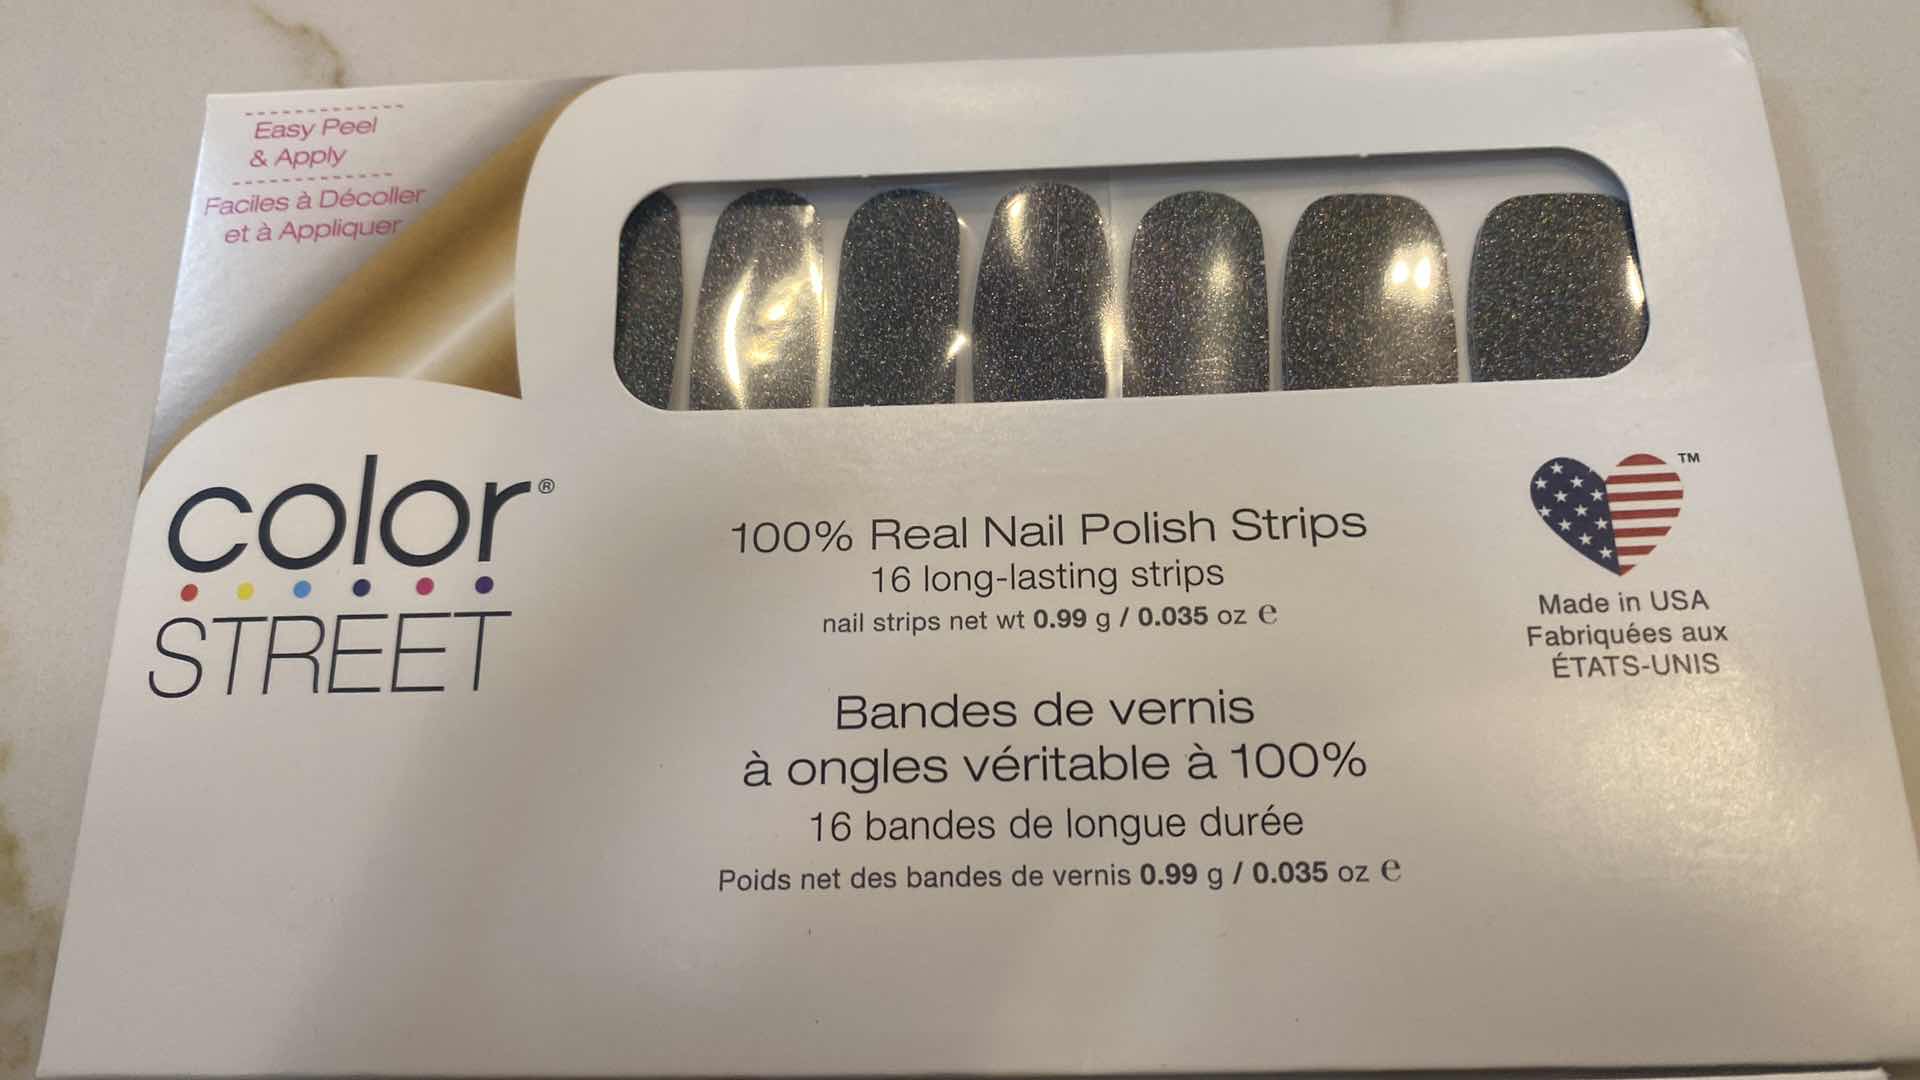 Easy Peel
& Apply
Faciles à Décoller
et à Appliquer
color®
STREET
100% Real Nail Polish Strips
16 long-lasting strips
nail strips net wt 0.99 g / 0.035 oz ℮
Bandes de vernis
à ongles véritable à 100%
16 bandes de longue durée
Poids net des bandes de vernis 0.99 g / 0.035 oz ℮
™
Made in USA
Fabriquées aux
ÉTATS-UNIS